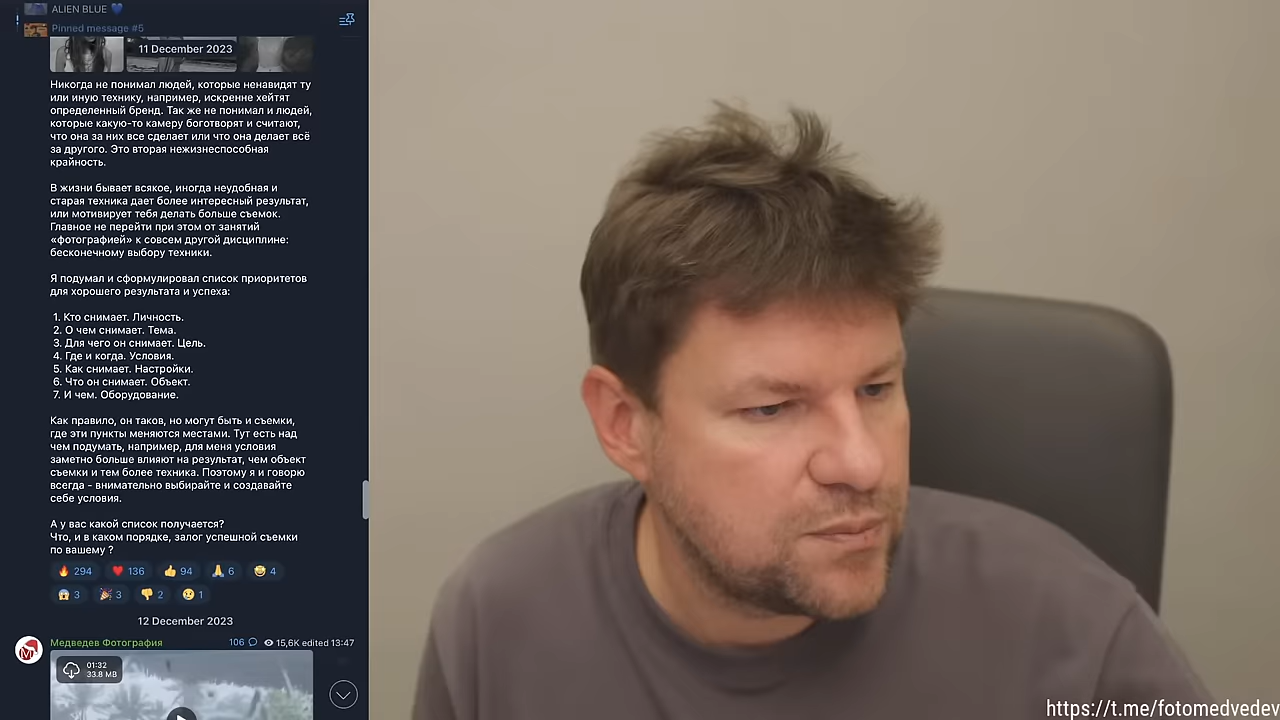 ALIEN BLUE 💙
Pinned message #5
11 December 2023
Никогда не понимал людей, которые ненавидят ту
или иную технику, например, искренне хейтят
определенный бренд. Так же не понимал и людей,
которые какую-то камеру боготворят и считают,
что она за них все сделает или что она делает всё
за другого. Это вторая нежизнеспособная
крайность.
В жизни бывает всякое, иногда неудобная и
старая техника дает более интересный результат,
или мотивирует тебя делать больше съемок.
Главное не перейти при этом от занятий
«фотографией» к совсем другой дисциплине:
бесконечному выбору техники.
Я подумал и сформулировал список приоритетов
для хорошего результата и успеха:
1. Кто снимает. Личность.
2. О чем снимает. Тема.
3. Для чего он снимает. Цель.
4. Где и когда. Условия.
5. Как снимает. Настройки.
6. Что он снимает. Объект.
7. И чем. Оборудование.
Как правило, он таков, но могут быть и съемки,
где эти пункты меняются местами. Тут есть над
чем подумать, например, для меня условия
заметно больше влияют на результат, чем объект
съемки и тем более техника. Поэтому я и говорю
всегда - внимательно выбирайте и создавайте
себе условия.
А у вас какой список получается?
Что, и в каком порядке, залог успешной съемки
по вашему ?
🔥 294 ❤️ 136 👍 94 🙏 6 😄 4
😱 3 🎉 3 👎 2 😢 1
12 December 2023
Медведев Фотография 106 15,6K edited 13:47
01:32
33.8 MB
https://t.me/fotomedvedev